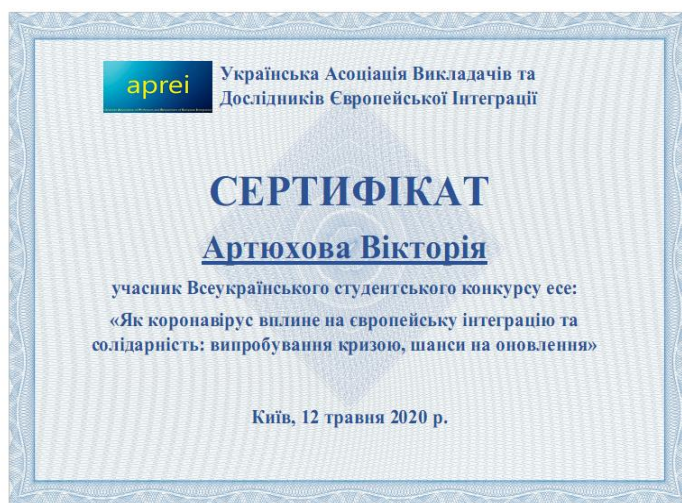 aprei
Українська Асоціація Викладачів та
Дослідників Європейської Інтеграції
СЕРТИФІКАТ
Артюхова Вікторія
учасник Всеукраїнського студентського конкурсу есе:
«Як коронавірус вплине на європейську інтеграцію та
солідарність: випробування кризою, шанси на оновлення»
Київ, 12 травня 2020 р.